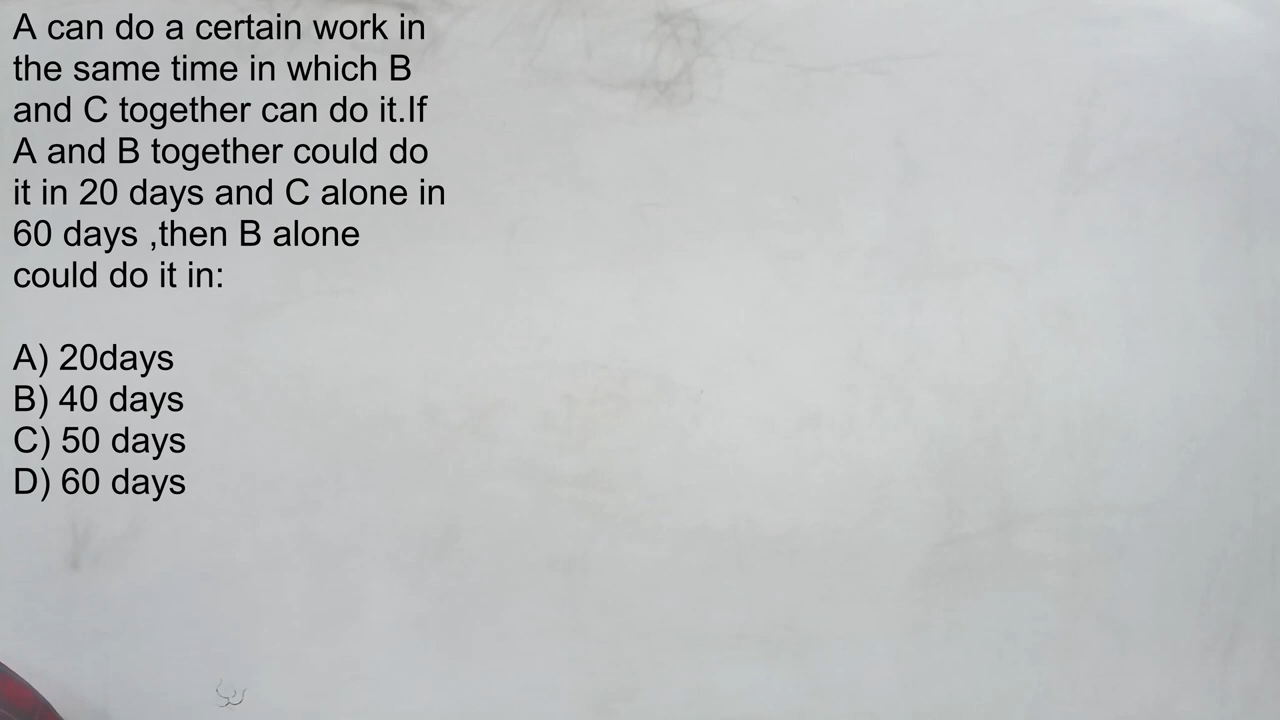 A can do a certain work in
the same time in which B
and C together can do it.If
A and B together could do
it in 20 days and C alone in
60 days ,then B alone
could do it in:
A) 20days
B) 40 days
C) 50 days
D) 60 days